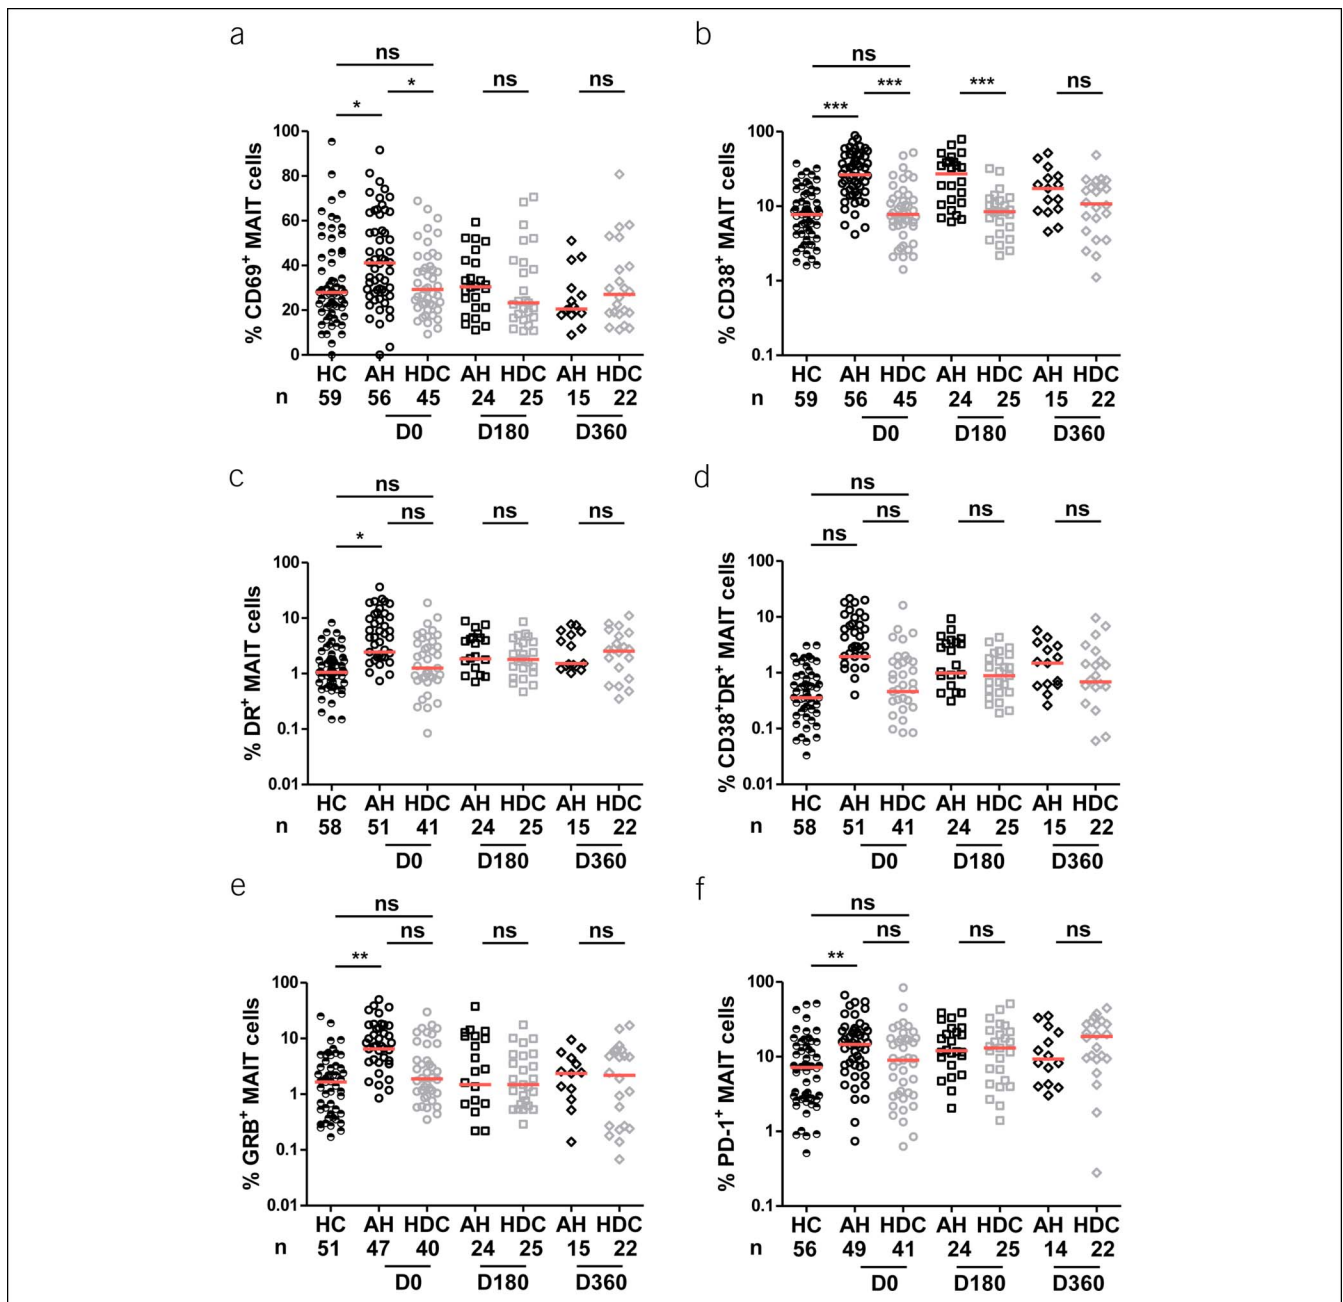 a
ns
* ns ns
*
% CD69+ MAIT cells
100
80
60
40
20
0
HC AH HDC AH HDC AH HDC
n 59 56 45 24 25 15 22
D0 D180 D360
b
ns
*** *** ns
***
% CD38+ MAIT cells
100
10
1
0.1
HC AH HDC AH HDC AH HDC
n 59 56 45 24 25 15 22
D0 D180 D360
c
ns
ns ns ns
*
% DR+ MAIT cells
100
10
1
0.1
0.01
HC AH HDC AH HDC AH HDC
n 58 51 41 24 25 15 22
D0 D180 D360
d
ns
ns ns ns
ns
% CD38+DR+ MAIT cells
100
10
1
0.1
0.01
HC AH HDC AH HDC AH HDC
n 58 51 41 24 25 15 22
D0 D180 D360
e
ns
ns ns ns
**
% GRB+ MAIT cells
100
10
1
0.1
0.01
HC AH HDC AH HDC AH HDC
n 51 47 40 24 25 15 22
D0 D180 D360
f
ns
ns ns ns
**
% PD-1+ MAIT cells
100
10
1
0.1
HC AH HDC AH HDC AH HDC
n 56 49 41 24 25 14 22
D0 D180 D360